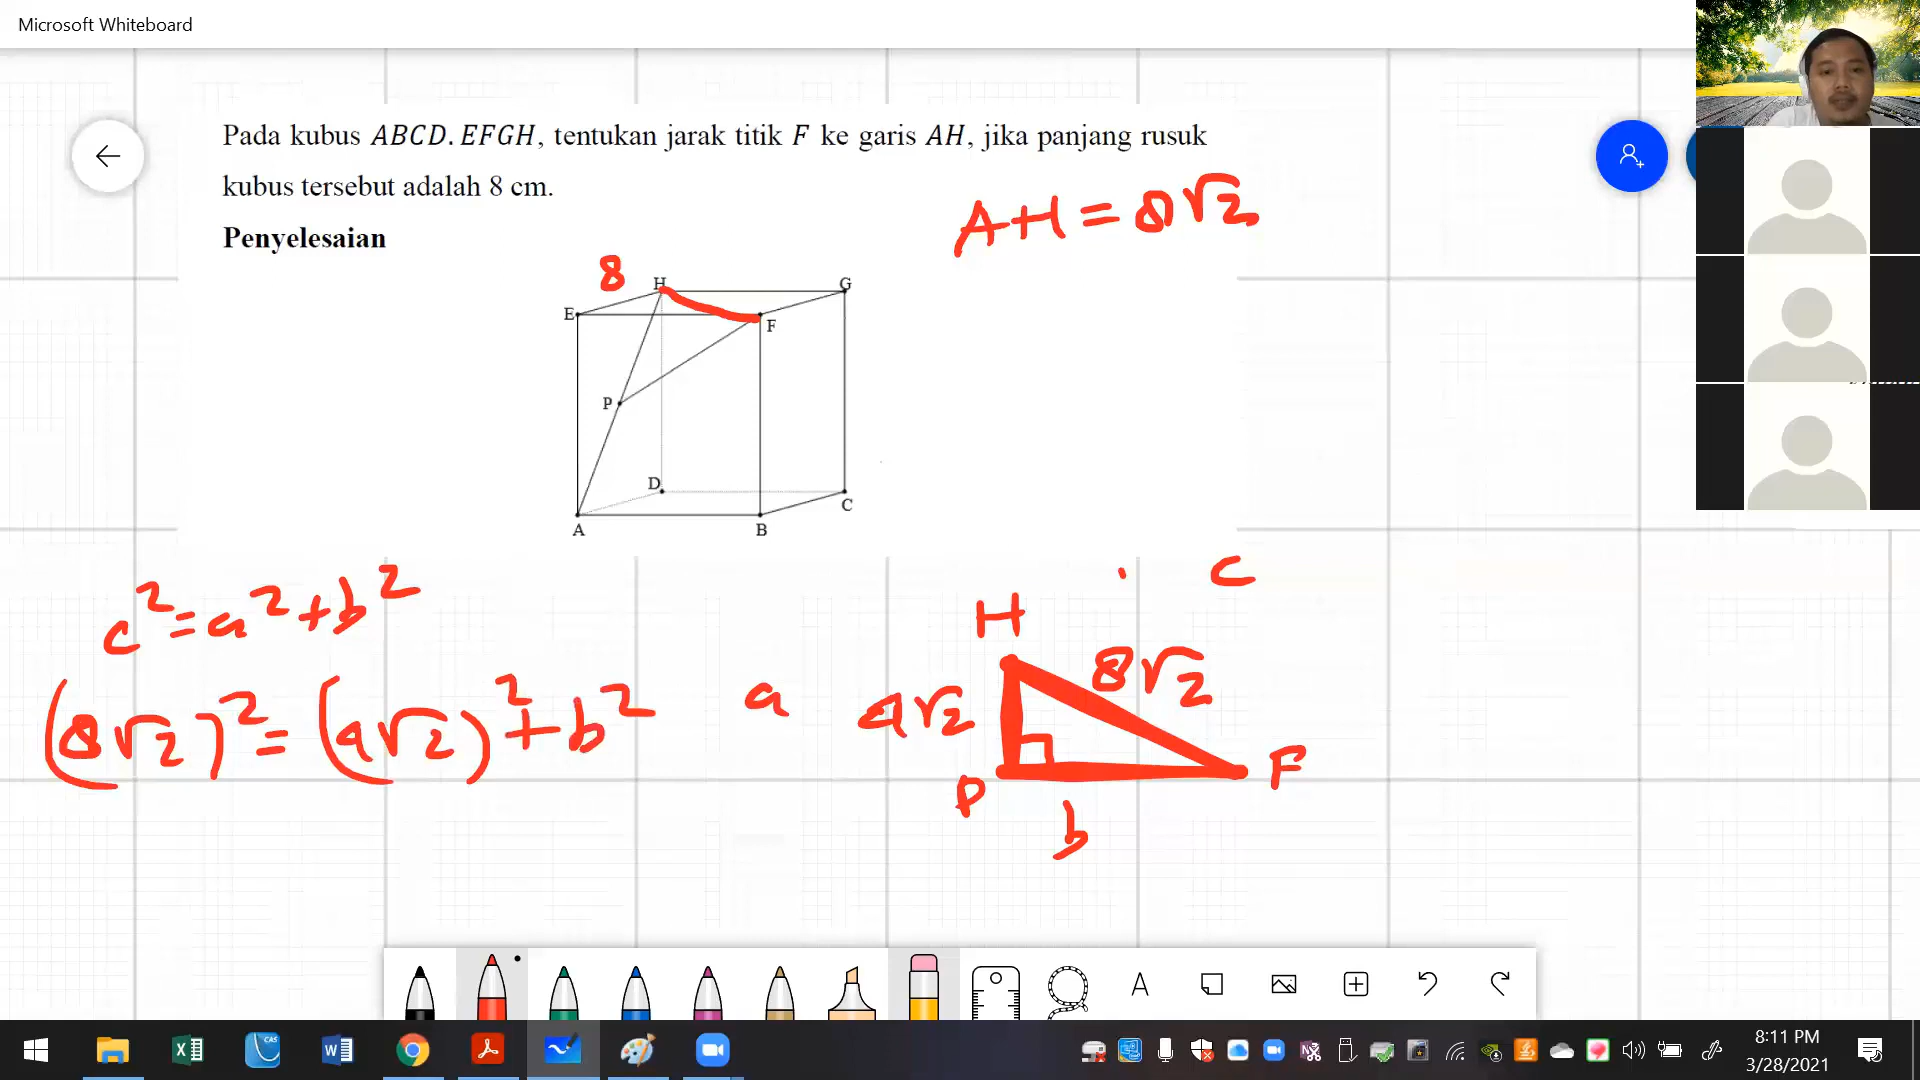 Microsoft Whiteboard
Pada kubus ABCD.EFGH, tentukan jarak titik F ke garis AH, jika panjang rusuk
kubus tersebut adalah 8 cm.
AH = 8√2
Penyelesaian
8
H
G
E
F
P
D
C
A
B
c² = a² + b²
C
H
(8√2)² = (4√2)² + b²
a
4√2
8√2
P
F
b
A
CAS
8:11 PM
3/28/2021